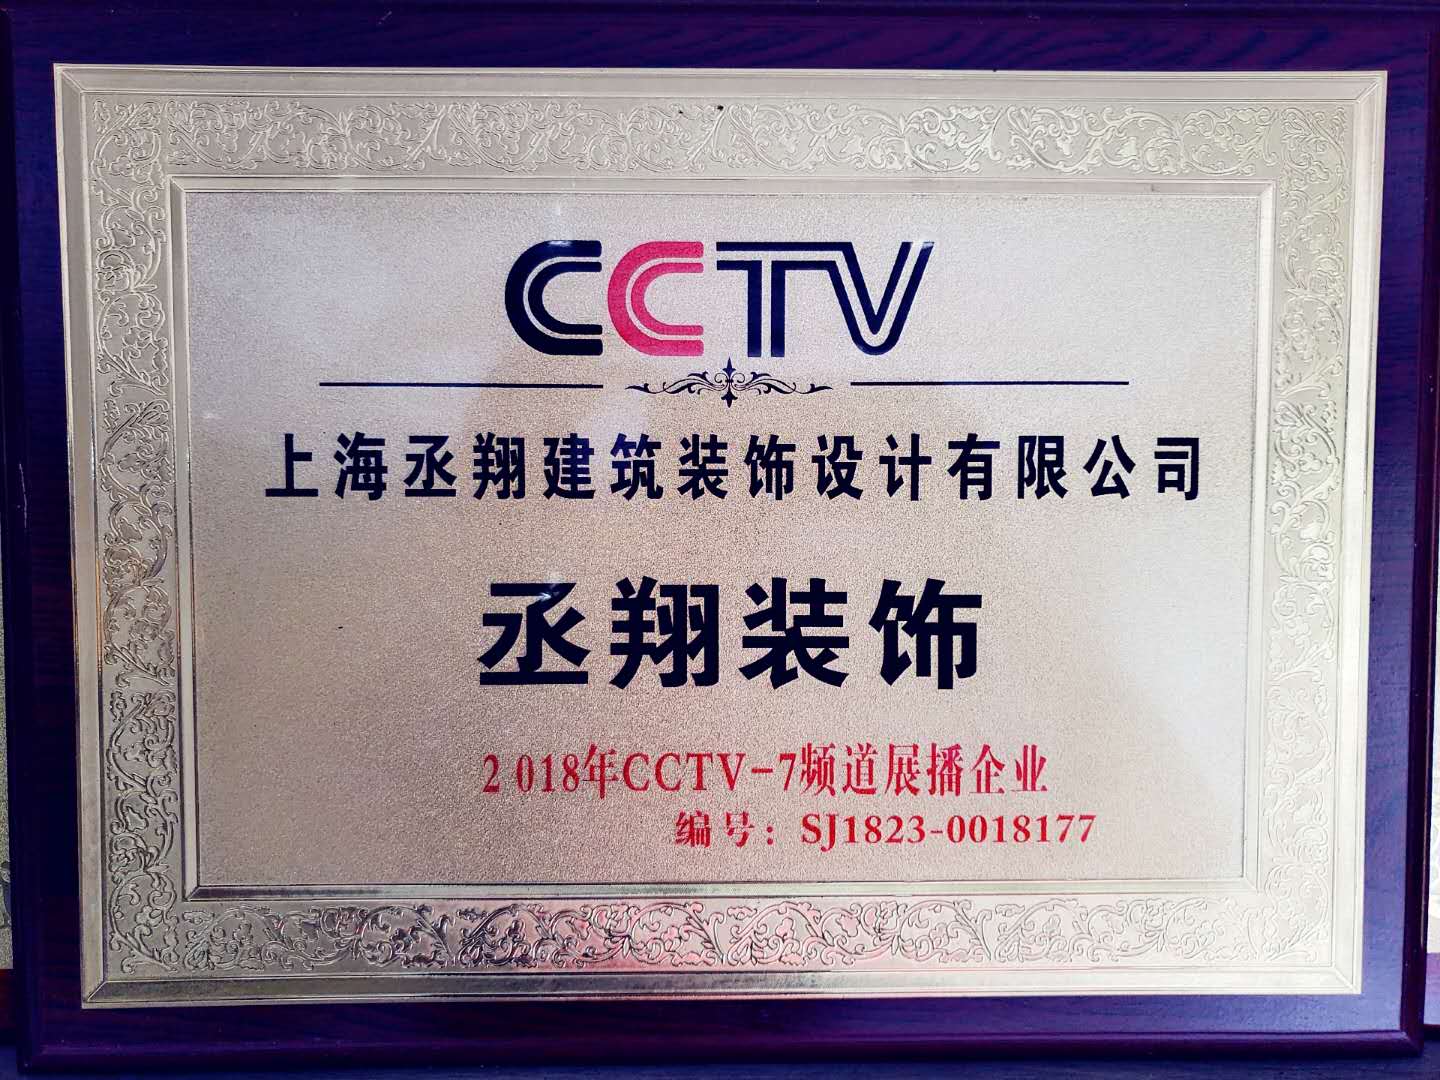 CCTV
上海丞翔建筑装饰设计有限公司
丞翔装饰
2018年CCTV-7频道展播企业
编号：SJ1823-0018177